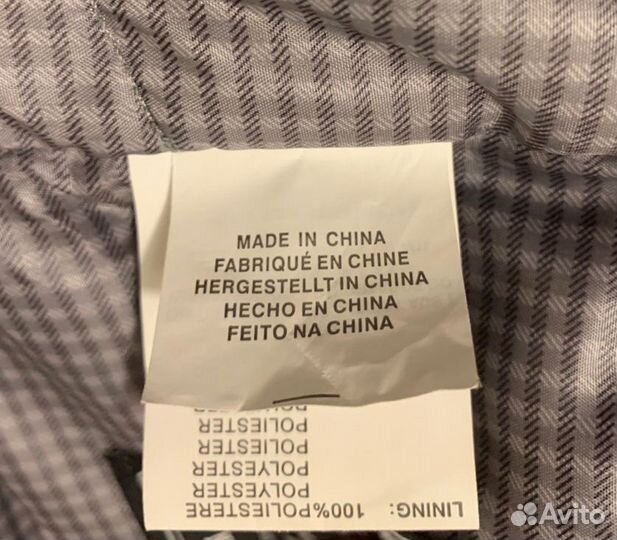 MADE IN CHINA
FABRIQUÉ EN CHINE
HERGESTELLT IN CHINA
HECHO EN CHINA
FEITO NA CHINA
LINING: 100%POLIESTERE
POLYESTER
POLYESTER
POLIESTER
POLIESTER
Avito